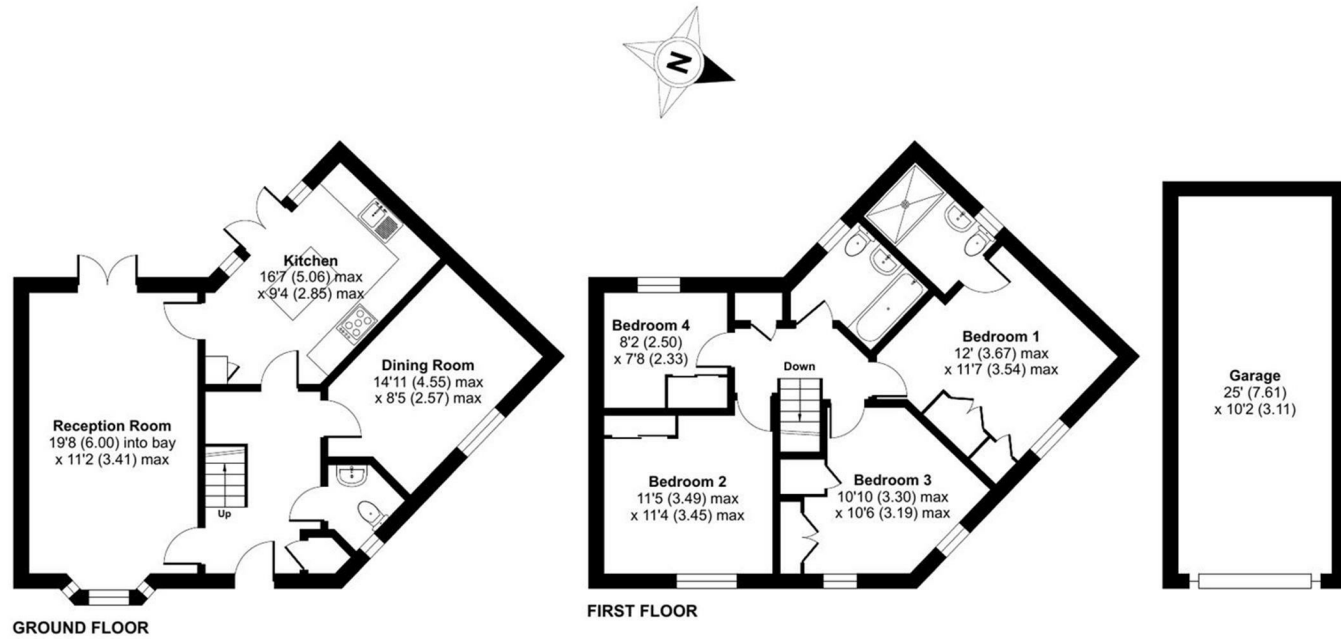 N
Kitchen
16'7 (5.06) max
x 9'4 (2.85) max
Dining Room
14'11 (4.55) max
x 8'5 (2.57) max
Reception Room
19'8 (6.00) into bay
x 11'2 (3.41) max
Up
GROUND FLOOR
Bedroom 4
8'2 (2.50)
x 7'8 (2.33)
Down
Bedroom 1
12' (3.67) max
x 11'7 (3.54) max
Bedroom 2
11'5 (3.49) max
x 11'4 (3.45) max
Bedroom 3
10'10 (3.30) max
x 10'6 (3.19) max
FIRST FLOOR
Garage
25' (7.61)
x 10'2 (3.11)